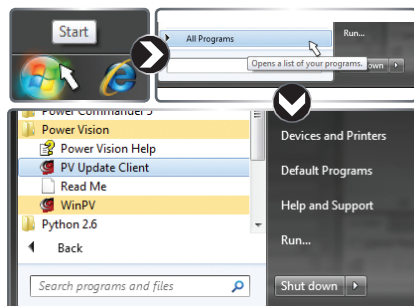 Start
All Programs
Run...
Opens a list of your programs.
down
Power Commander 5
Power Vision
Power Vision Help
PV Update Client
Read Me
WinPV
Python 2.6
Back
Search programs and files
Devices and Printers
Default Programs
Help and Support
Run...
Shut down